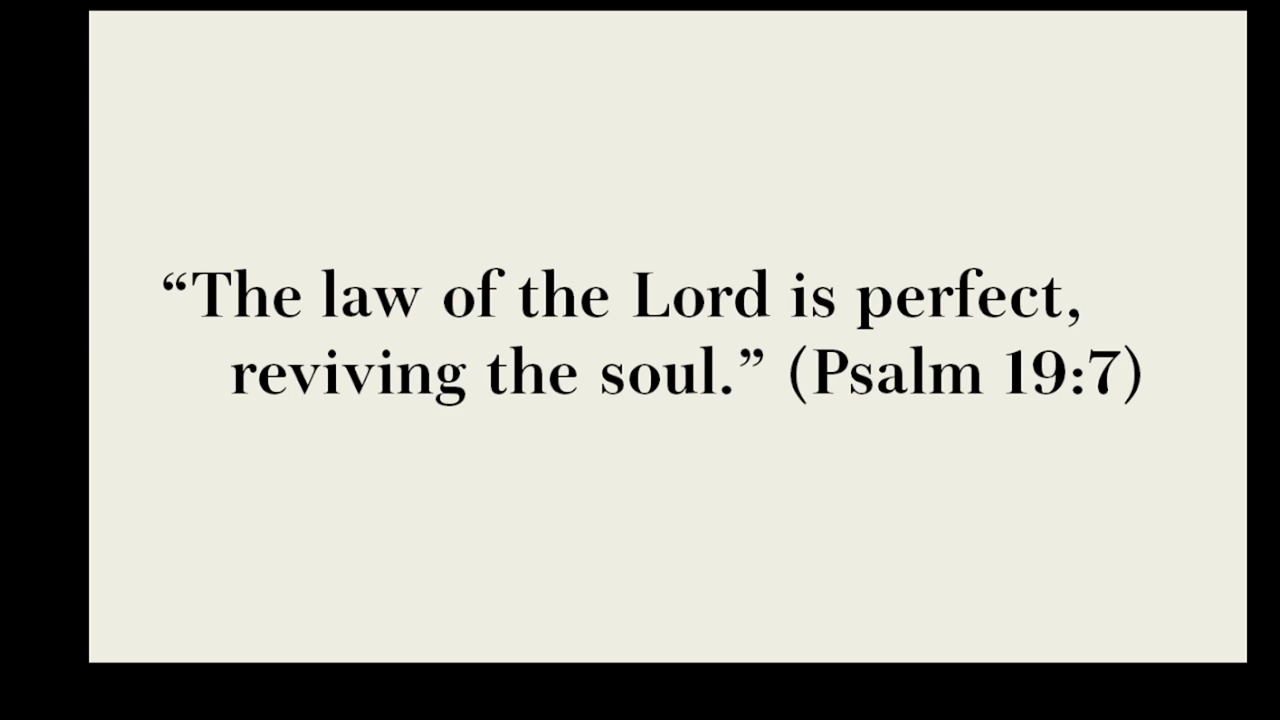 “The law of the Lord is perfect,
reviving the soul.” (Psalm 19:7)